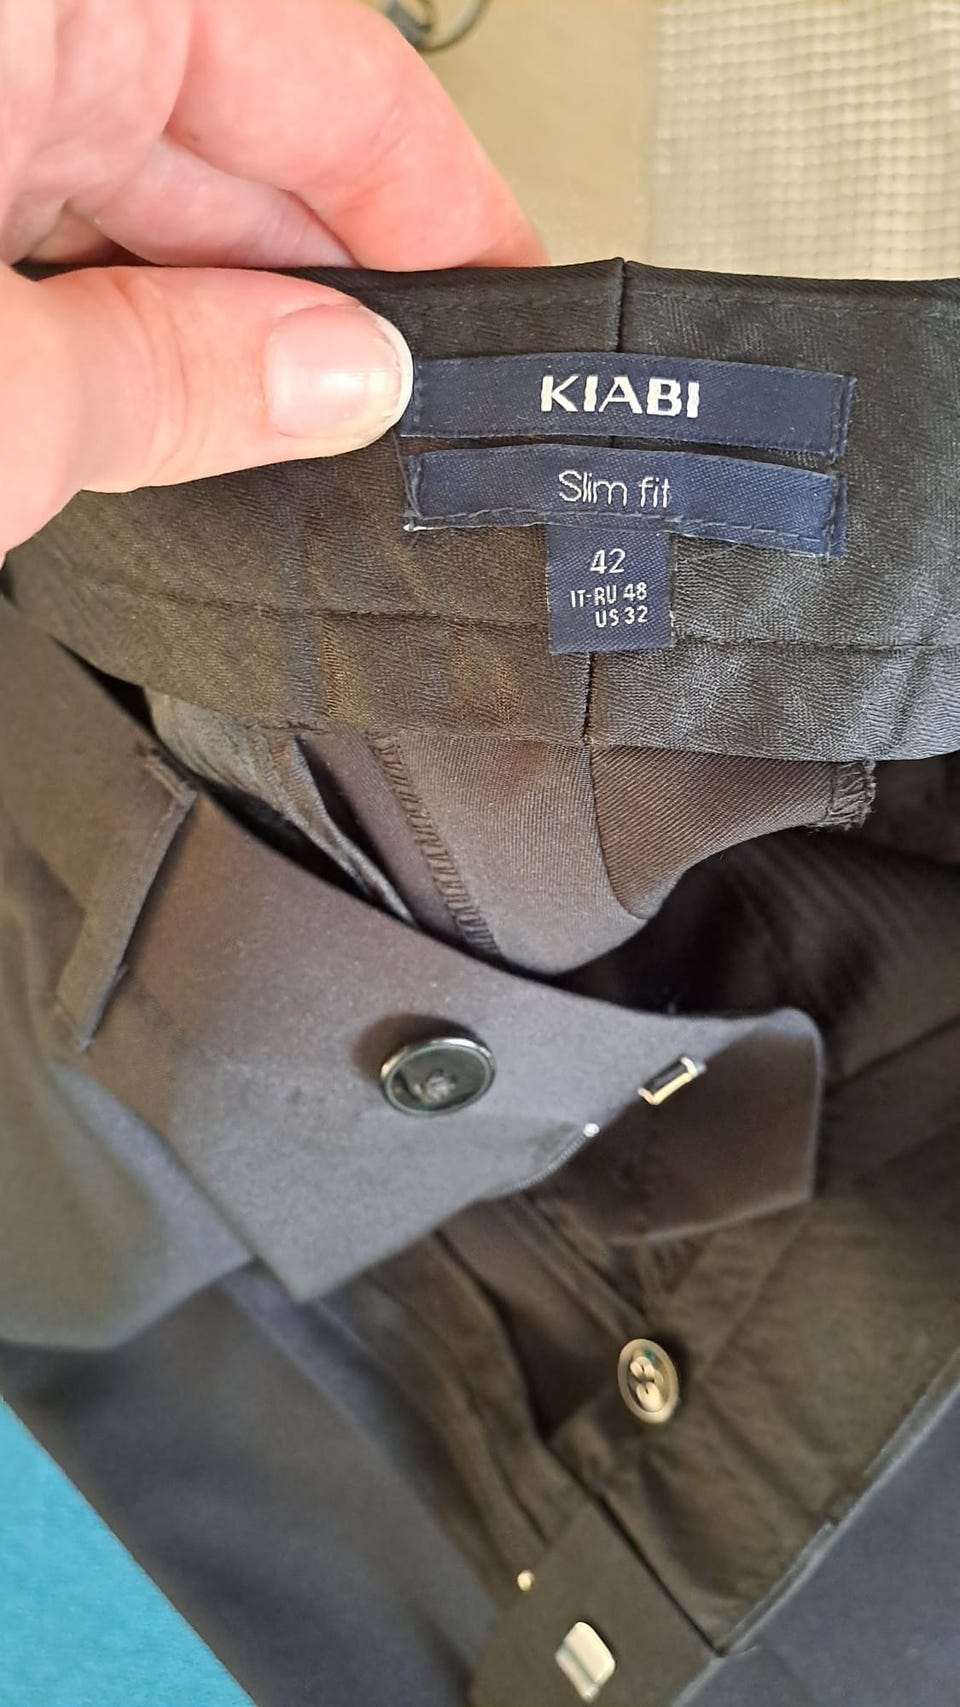 KIABI
Slim fit
42
IT-RU 48
US 32